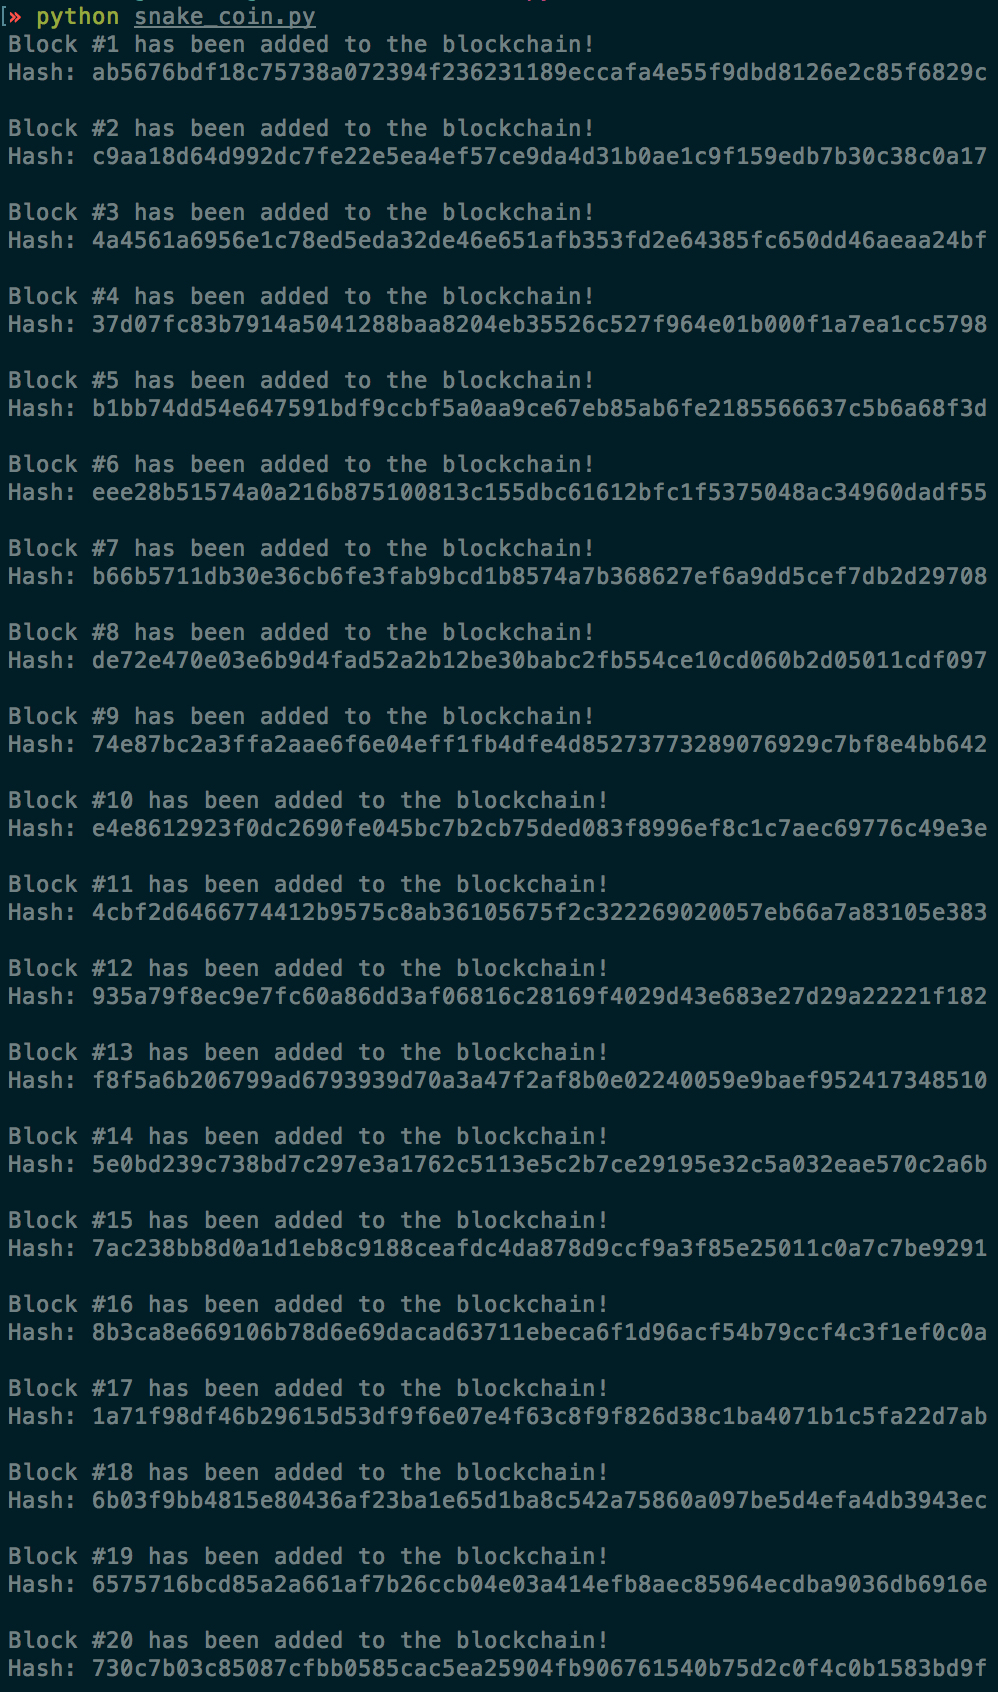 [» python snake_coin.py
Block #1 has been added to the blockchain!
Hash: ab5676bdf18c75738a072394f236231189eccafa4e55f9dbd8126e2c85f6829c
Block #2 has been added to the blockchain!
Hash: c9aa18d64d992dc7fe22e5ea4ef57ce9da4d31b0ae1c9f159edb7b30c38c0a17
Block #3 has been added to the blockchain!
Hash: 4a4561a6956e1c78ed5eda32de46e651afb353fd2e64385fc650dd46aeaa24bf
Block #4 has been added to the blockchain!
Hash: 37d07fc83b7914a5041288baa8204eb35526c527f964e01b000f1a7ea1cc5798
Block #5 has been added to the blockchain!
Hash: b1bb74dd54e647591bdf9ccbf5a0aa9ce67eb85ab6fe2185566637c5b6a68f3d
Block #6 has been added to the blockchain!
Hash: eee28b51574a0a216b875100813c155dbc61612bfc1f5375048ac34960dadf55
Block #7 has been added to the blockchain!
Hash: b66b5711db30e36cb6fe3fab9bcd1b8574a7b368627ef6a9dd5cef7db2d29708
Block #8 has been added to the blockchain!
Hash: de72e470e03e6b9d4fad52a2b12be30babc2fb554ce10cd060b2d05011cdf097
Block #9 has been added to the blockchain!
Hash: 74e87bc2a3ffa2aae6f6e04eff1fb4dfe4d85273773289076929c7bf8e4bb642
Block #10 has been added to the blockchain!
Hash: e4e8612923f0dc2690fe045bc7b2cb75ded083f8996ef8c1c7aec69776c49e3e
Block #11 has been added to the blockchain!
Hash: 4cbf2d6466774412b9575c8ab36105675f2c322269020057eb66a7a83105e383
Block #12 has been added to the blockchain!
Hash: 935a79f8ec9e7fc60a86dd3af06816c28169f4029d43e683e27d29a22221f182
Block #13 has been added to the blockchain!
Hash: f8f5a6b206799ad6793939d70a3a47f2af8b0e02240059e9baef952417348510
Block #14 has been added to the blockchain!
Hash: 5e0bd239c738bd7c297e3a1762c5113e5c2b7ce29195e32c5a032eae570c2a6b
Block #15 has been added to the blockchain!
Hash: 7ac238bb8d0a1d1eb8c9188ceafdc4da878d9ccf9a3f85e25011c0a7c7be9291
Block #16 has been added to the blockchain!
Hash: 8b3ca8e669106b78d6e69dacad63711ebeca6f1d96acf54b79ccf4c3f1ef0c0a
Block #17 has been added to the blockchain!
Hash: 1a71f98df46b29615d53df9f6e07e4f63c8f9f826d38c1ba4071b1c5fa22d7ab
Block #18 has been added to the blockchain!
Hash: 6b03f9bb4815e80436af23ba1e65d1ba8c542a75860a097be5d4efa4db3943ec
Block #19 has been added to the blockchain!
Hash: 6575716bcd85a2a661af7b26ccb04e03a414efb8aec85964ecdba9036db6916e
Block #20 has been added to the blockchain!
Hash: 730c7b03c85087cfbb0585cac5ea25904fb906761540b75d2c0f4c0b1583bd9f